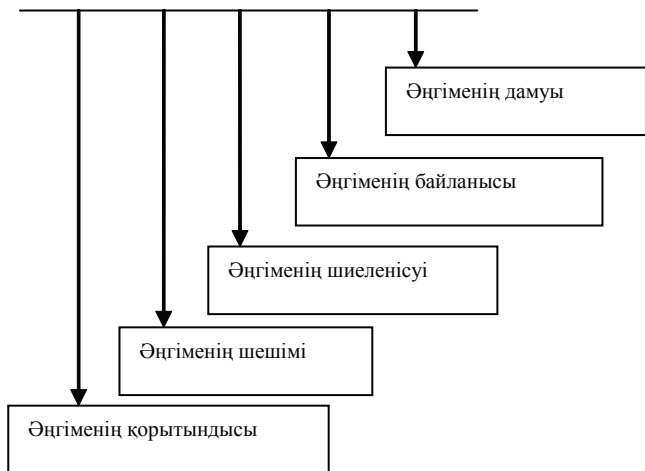 Әңгіменің дамуы
Әңгіменің байланысы
Әңгіменің шиеленісуі
Әңгіменің шешімі
Әңгіменің қорытындысы